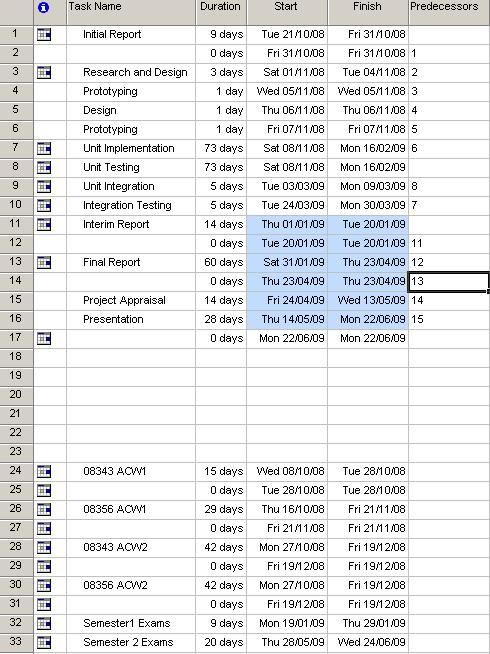 Task Name Duration Start Finish Predecessors
1 Initial Report 9 days Tue 21/10/08 Fri 31/10/08
2 0 days Fri 31/10/08 Fri 31/10/08 1
3 Research and Design 3 days Sat 01/11/08 Tue 04/11/08 2
4 Prototyping 1 day Wed 05/11/08 Wed 05/11/08 3
5 Design 1 day Thu 06/11/08 Thu 06/11/08 4
6 Prototyping 1 day Fri 07/11/08 Fri 07/11/08 5
7 Unit Implementation 73 days Sat 08/11/08 Mon 16/02/09 6
8 Unit Testing 73 days Sat 08/11/08 Mon 16/02/09
9 Unit Integration 5 days Tue 03/03/09 Mon 09/03/09 8
10 Integration Testing 5 days Tue 24/03/09 Mon 30/03/09 7
11 Interim Report 14 days Thu 01/01/09 Tue 20/01/09
12 0 days Tue 20/01/09 Tue 20/01/09 11
13 Final Report 60 days Sat 31/01/09 Thu 23/04/09 12
14 0 days Thu 23/04/09 Thu 23/04/09 13
15 Project Appraisal 14 days Fri 24/04/09 Wed 13/05/09 14
16 Presentation 28 days Thu 14/05/09 Mon 22/06/09 15
17 0 days Mon 22/06/09 Mon 22/06/09
18
19
20
21
22
23
24 08343 ACW1 15 days Wed 08/10/08 Tue 28/10/08
25 0 days Tue 28/10/08 Tue 28/10/08
26 08356 ACW1 29 days Thu 16/10/08 Fri 21/11/08
27 0 days Fri 21/11/08 Fri 21/11/08
28 08343 ACW2 42 days Mon 27/10/08 Fri 19/12/08
29 0 days Fri 19/12/08 Fri 19/12/08
30 08356 ACW2 42 days Mon 27/10/08 Fri 19/12/08
31 0 days Fri 19/12/08 Fri 19/12/08
32 Semester1 Exams 9 days Mon 19/01/09 Thu 29/01/09
33 Semester 2 Exams 20 days Thu 28/05/09 Wed 24/06/09